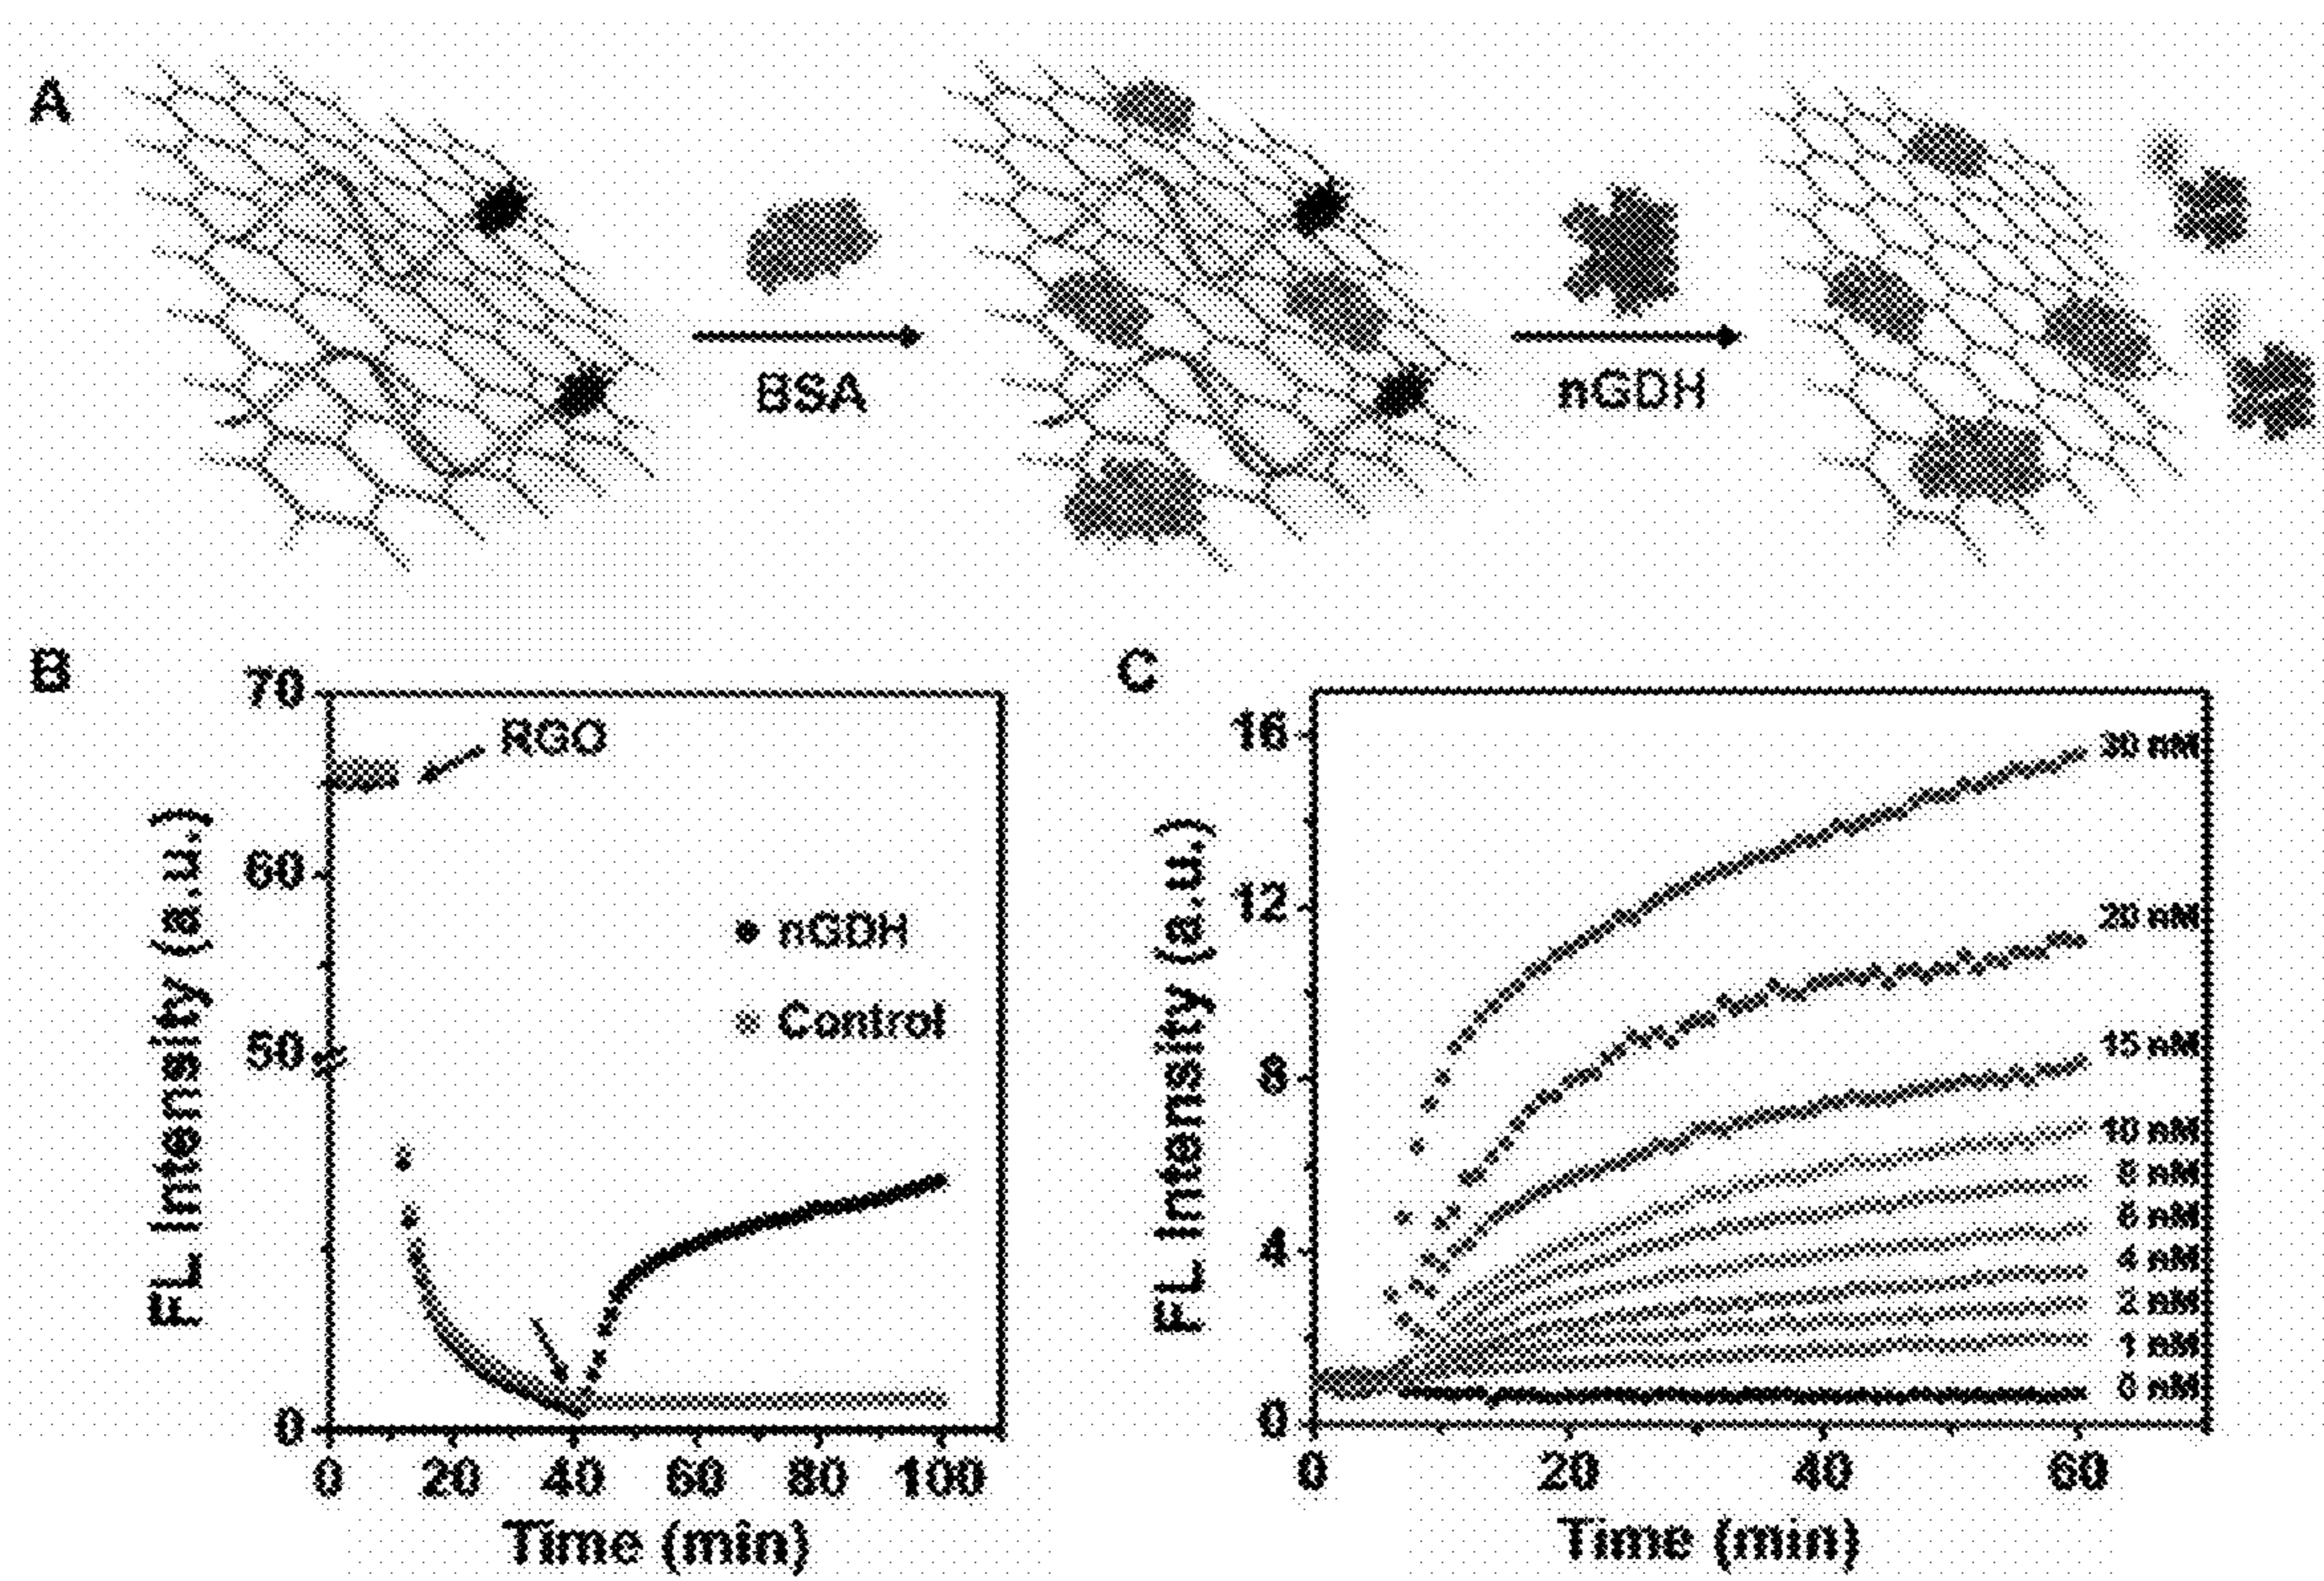 A
BSA
nGDH
B
70
60
50
0
RGO
nGDH
Control
0 20 40 60 80 100
Time (min)
FL Intensity (a.u.)
C
16
12
8
4
0
30 nM
20 nM
15 nM
10 nM
8 nM
6 nM
4 nM
2 nM
1 nM
0 nM
0 20 40 60
Time (min)
FL Intensity (a.u.)